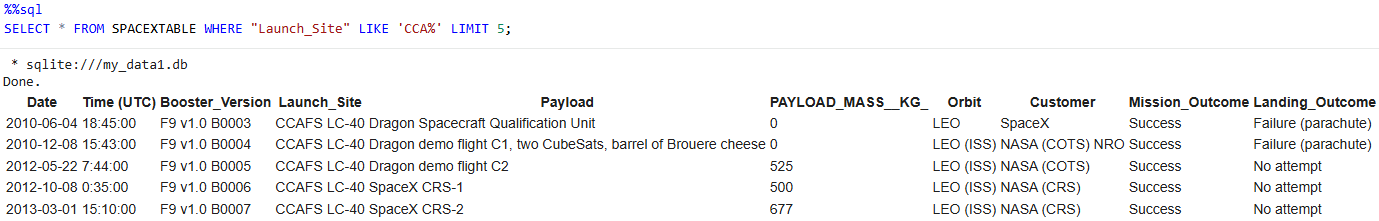 %%sql
SELECT * FROM SPACEXTABLE WHERE "Launch_Site" LIKE 'CCA%' LIMIT 5;
* sqlite:///my_data1.db
Done.
Date Time (UTC) Booster_Version Launch_Site Payload PAYLOAD_MASS__KG_ Orbit Customer Mission_Outcome Landing_Outcome
2010-06-04 18:45:00 F9 v1.0 B0003 CCAFS LC-40 Dragon Spacecraft Qualification Unit 0 LEO SpaceX Success Failure (parachute)
2010-12-08 15:43:00 F9 v1.0 B0004 CCAFS LC-40 Dragon demo flight C1, two CubeSats, barrel of Brouere cheese 0 LEO (ISS) NASA (COTS) NRO Success Failure (parachute)
2012-05-22 7:44:00 F9 v1.0 B0005 CCAFS LC-40 Dragon demo flight C2 525 LEO (ISS) NASA (COTS) Success No attempt
2012-10-08 0:35:00 F9 v1.0 B0006 CCAFS LC-40 SpaceX CRS-1 500 LEO (ISS) NASA (CRS) Success No attempt
2013-03-01 15:10:00 F9 v1.0 B0007 CCAFS LC-40 SpaceX CRS-2 677 LEO (ISS) NASA (CRS) Success No attempt